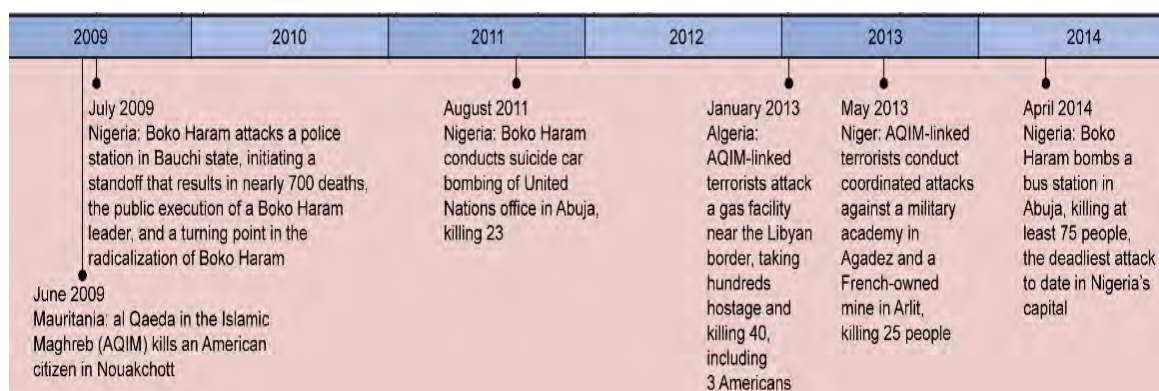 2009
2010
2011
2012
2013
2014
July 2009
Nigeria: Boko Haram attacks a police
station in Bauchi state, initiating a
standoff that results in nearly 700 deaths,
the public execution of a Boko Haram
leader, and a turning point in the
radicalization of Boko Haram
June 2009
Mauritania: al Qaeda in the Islamic
Maghreb (AQIM) kills an American
citizen in Nouakchott
August 2011
Nigeria: Boko Haram
conducts suicide car
bombing of United
Nations office in Abuja,
killing 23
January 2013
Algeria:
AQIM-linked
terrorists attack
a gas facility
near the Libyan
border, taking
hundreds
hostage and
killing 40,
including
3 Americans
May 2013
Niger: AQIM-linked
terrorists conduct
coordinated attacks
against a military
academy in
Agadez and a
French-owned
mine in Arlit,
killing 25 people
April 2014
Nigeria: Boko
Haram bombs a
bus station in
Abuja, killing at
least 75 people,
the deadliest attack
to date in Nigeria's
capital